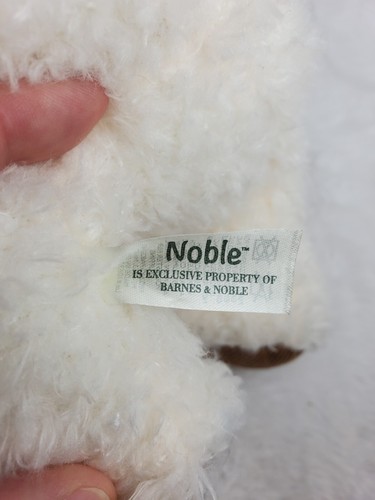 Noble™
IS EXCLUSIVE PROPERTY OF
BARNES & NOBLE